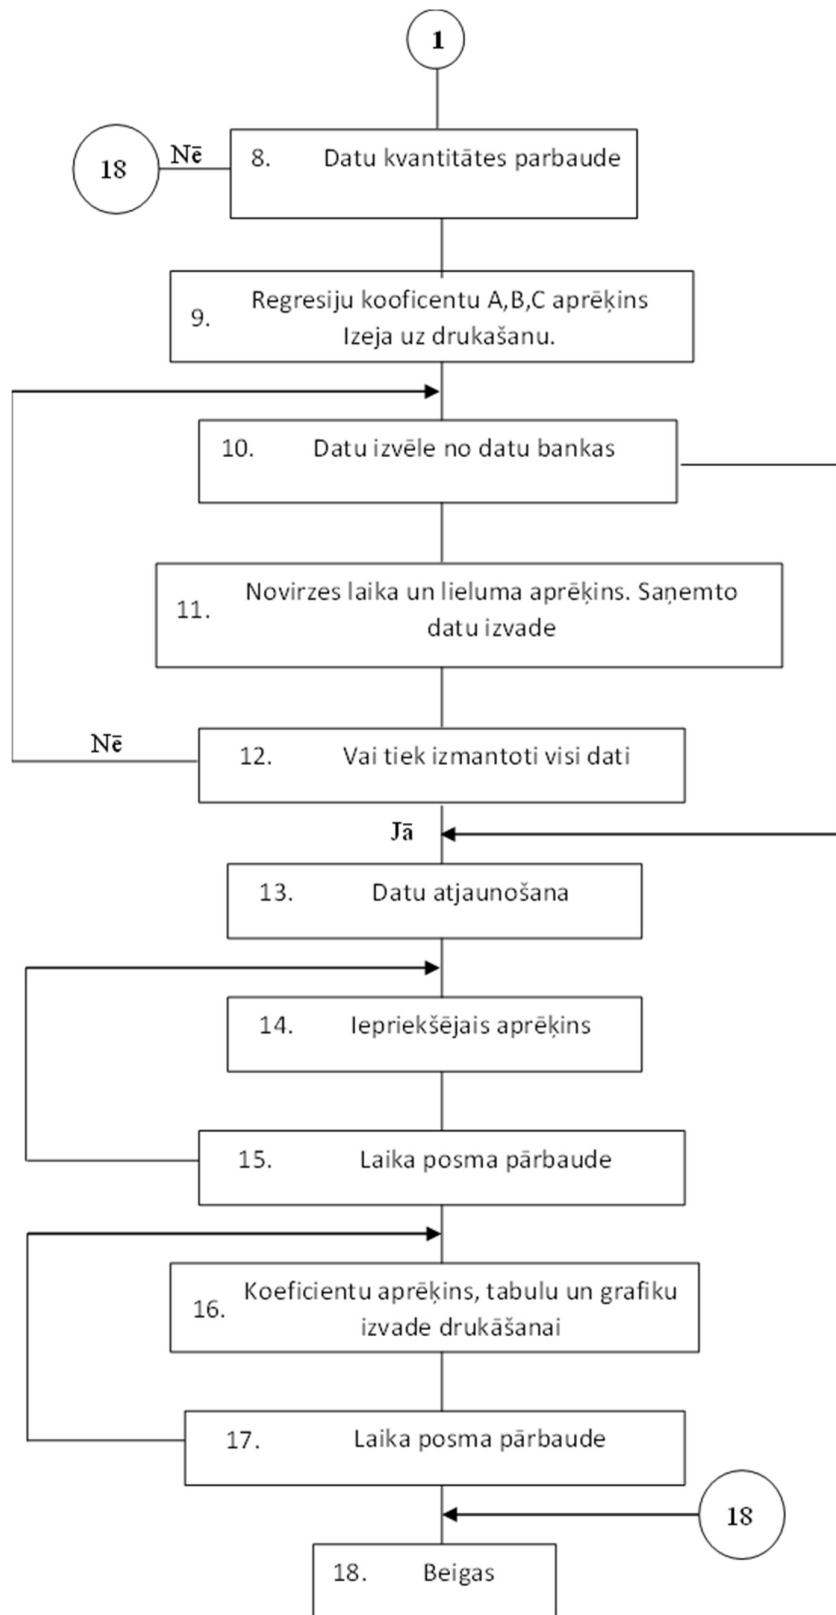 1
18
Nē
8. Datu kvantitātes parbaude
9. Regresiju kooficentu A,B,C aprēķins
Izeja uz drukašanu.
10. Datu izvēle no datu bankas
11. Novirzes laika un lieluma aprēķins. Saņemto
datu izvade
Nē
12. Vai tiek izmantoti visi dati
Jā
13. Datu atjaunošana
14. Iepriekšējais aprēķins
15. Laika posma pārbaude
16. Koeficientu aprēķins, tabulu un grafiku
izvade drukāšanai
17. Laika posma pārbaude
18
18. Beigas